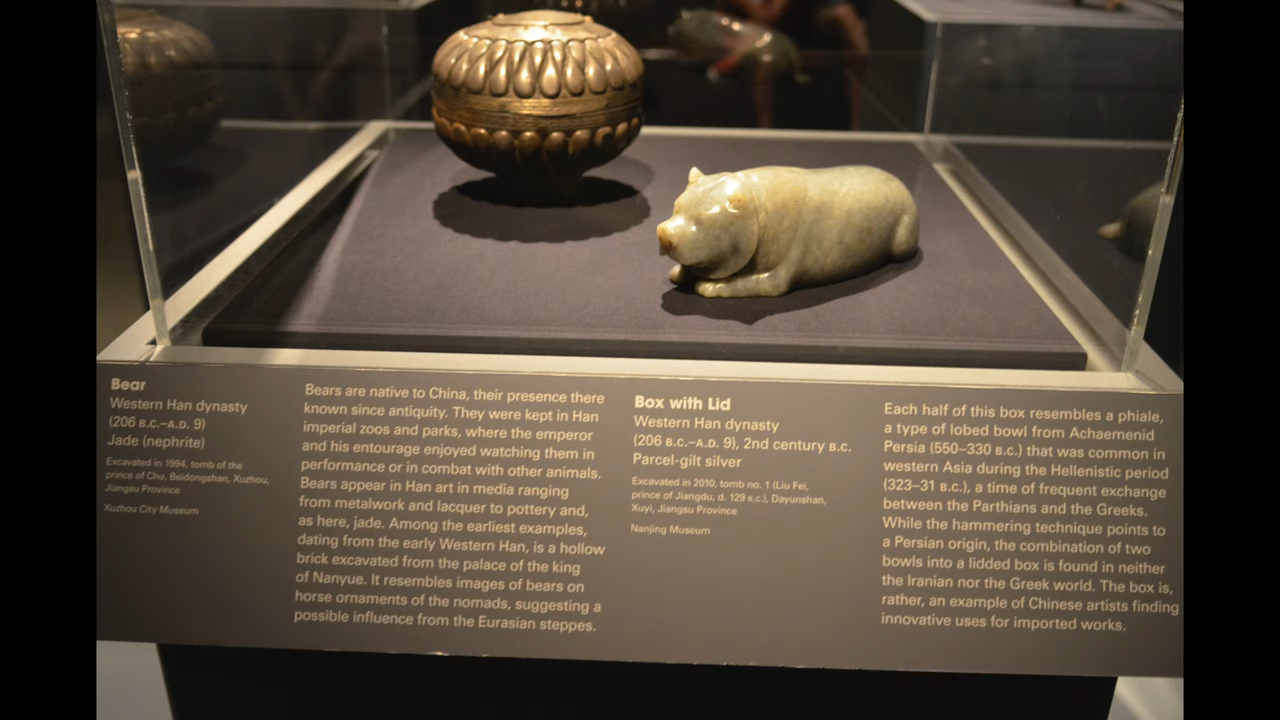 Bear
Western Han dynasty
(206 B.C.–A.D. 9)
Jade (nephrite)
Excavated in 1994, tomb of the
prince of Chu, Beidongshan, Xuzhou,
Jiangsu Province
Xuzhou City Museum
Bears are native to China, their presence there
known since antiquity. They were kept in Han
imperial zoos and parks, where the emperor
and his entourage enjoyed watching them in
performance or in combat with other animals.
Bears appear in Han art in media ranging
from metalwork and lacquer to pottery and,
as here, jade. Among the earliest examples,
dating from the early Western Han, is a hollow
brick excavated from the palace of the king
of Nanyue. It resembles images of bears on
horse ornaments of the nomads, suggesting a
possible influence from the Eurasian steppes.
Box with Lid
Western Han dynasty
(206 B.C.–A.D. 9), 2nd century B.C.
Parcel-gilt silver
Excavated in 2010, tomb no. 1 (Liu Fei,
prince of Jiangdu, d. 129 B.C.), Dayunshan,
Xuyi, Jiangsu Province
Nanjing Museum
Each half of this box resembles a phiale,
a type of lobed bowl from Achaemenid
Persia (550–330 B.C.) that was common in
western Asia during the Hellenistic period
(323–31 B.C.), a time of frequent exchange
between the Parthians and the Greeks.
While the hammering technique points to
a Persian origin, the combination of two
bowls into a lidded box is found in neither
the Iranian nor the Greek world. The box is,
rather, an example of Chinese artists finding
innovative uses for imported works.